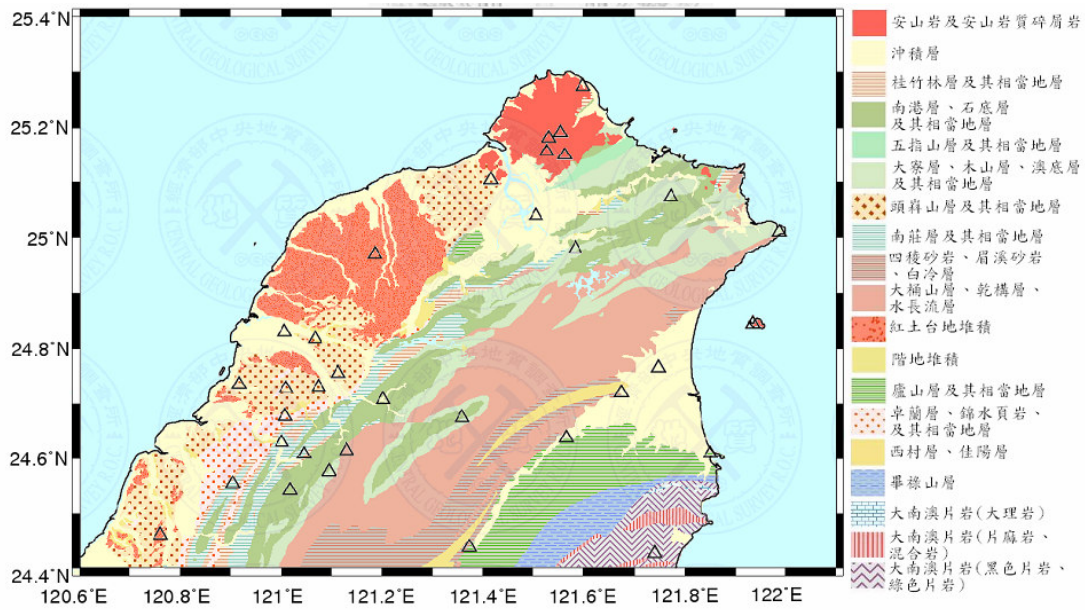 25.4°N
25.2°N
25°N
24.8°N
24.6°N
24.4°N
120.6°E
120.8°E
121°E
121.2°E
121.4°E
121.6°E
121.8°E
122°E
安山岩及安山岩質碎屑岩
沖積層
桂竹林層及其相當地層
南港層、石底層
及其相當地層
五指山層及其相當地層
大寮層、木山層、澳底層
及其相當地層
頭嵙山層及其相當地層
南莊層及其相當地層
四稜砂岩、眉溪砂岩
、白冷層
大桶山層、乾構層、
水長流層
紅土台地堆積
階地堆積
廬山層及其相當地層
卓蘭層、錦水頁岩、
及其相當地層
西村層、佳陽層
畢祿山層
大南澳片岩(大理岩)
大南澳片岩(片麻岩、
混合岩)
大南澳片岩(黑色片岩、
綠色片岩)